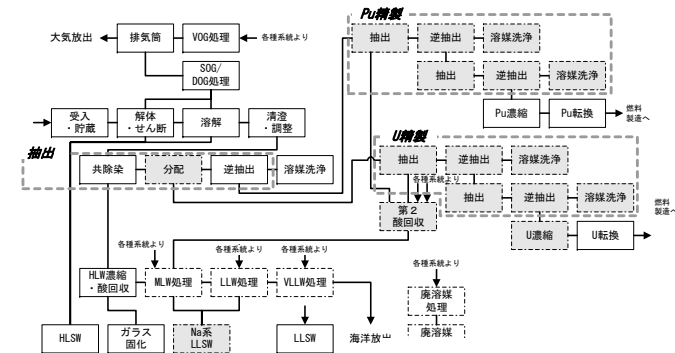 Pu精製
大気放出
排気筒
VOG処理
各種系統より
抽出
逆抽出
溶媒洗浄
SOG/
DOG処理
抽出
逆抽出
溶媒洗浄
受入
・貯蔵
解体
・せん断
溶解
清澄
・調整
Pu濃縮
Pu転換
燃料
製造へ
抽出
U精製
共除染
分配
逆抽出
溶媒洗浄
抽出
逆抽出
溶媒洗浄
各種系統より
抽出
逆抽出
溶媒洗浄
第2
酸回収
燃料
製造へ
U濃縮
U転換
各種系統より
各種系統より
各種系統より
各種系統より
HLW濃縮
・酸回収
MLW処理
LLW処理
VLLW処理
廃溶媒
処理
HLSW
ガラス
固化
Na系
LLSW
LLSW
海洋放出
廃溶媒